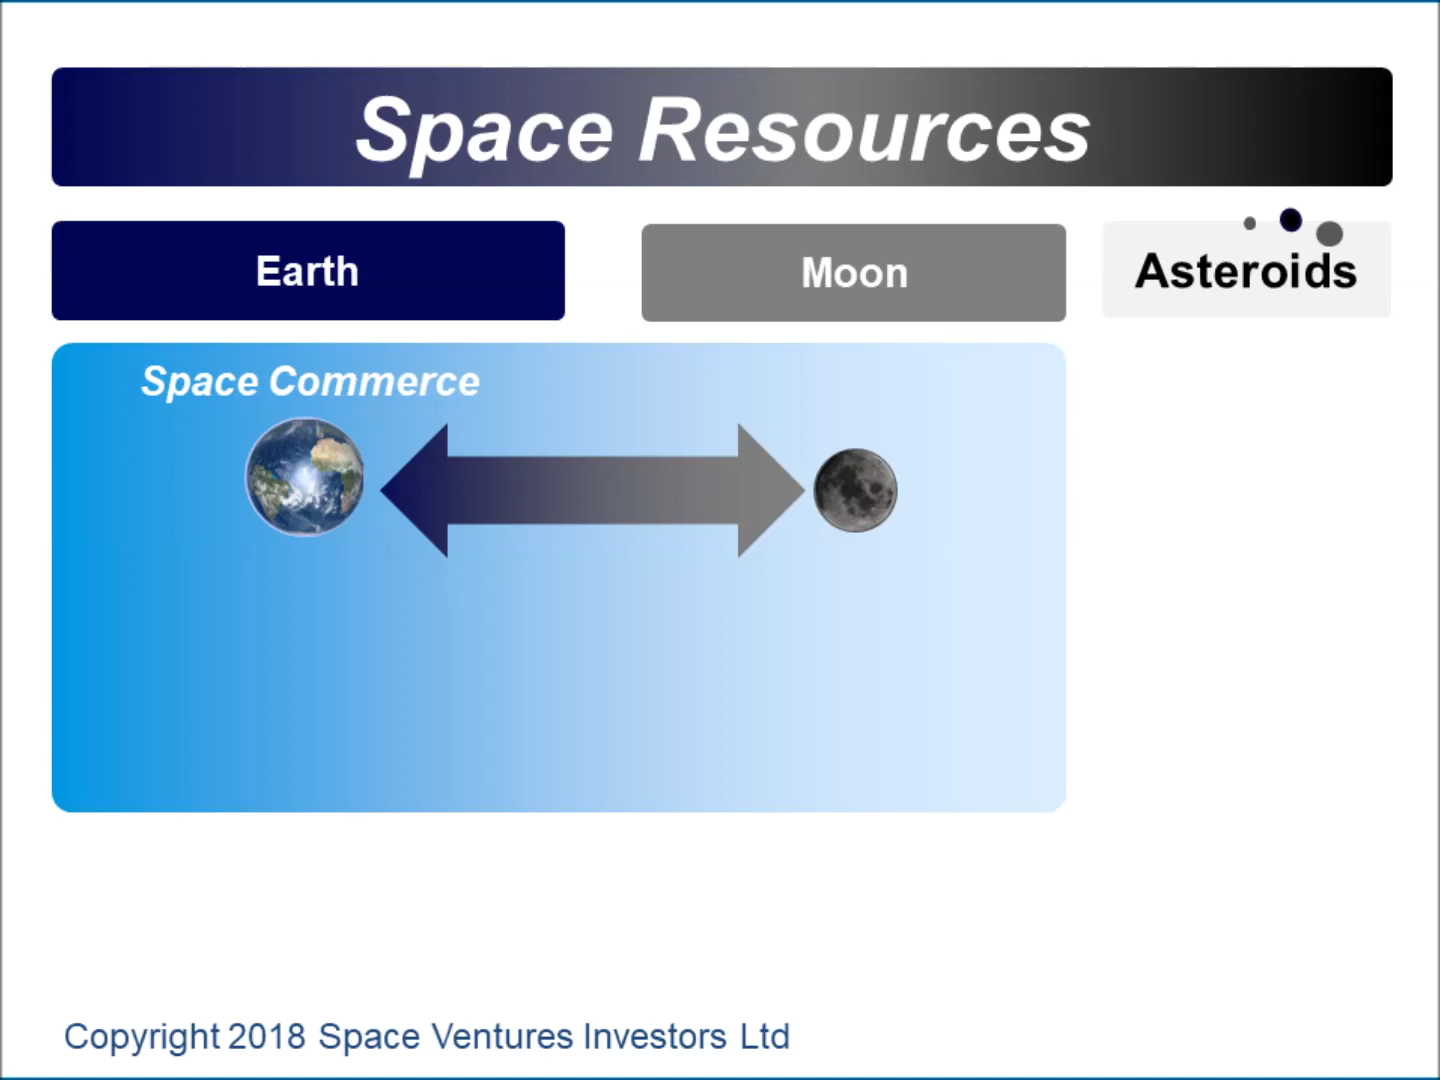 Space Resources
Earth
Moon
Asteroids
Space Commerce
Copyright 2018 Space Ventures Investors Ltd